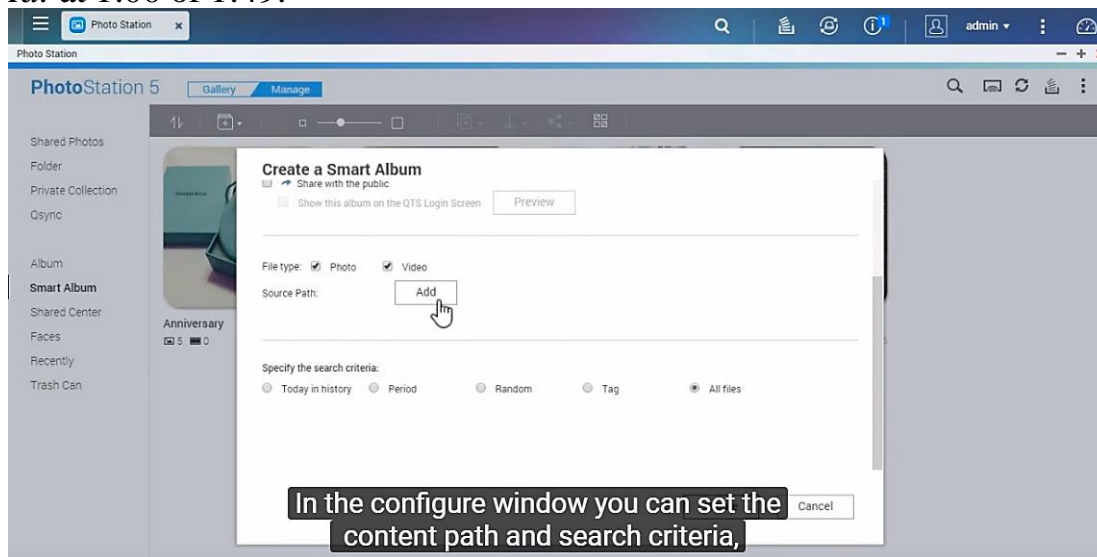 Photo Station
admin
Photo Station
PhotoStation 5 Gallery Manage
Shared Photos
Folder
Private Collection
Qsync
Album
Smart Album
Shared Center
Faces
Recently
Trash Can
Anniversary
5 0
Create a Smart Album
Share with the public
Show this album on the QTS Login Screen Preview
File type: Photo Video
Source Path: Add
Specify the search criteria:
Today in history Period Random Tag All files
Cancel
In the configure window you can set the
content path and search criteria,